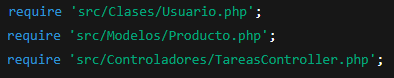 require 'src/Clases/Usuario.php';
require 'src/Modelos/Producto.php';
require 'src/Controladores/TareasController.php';